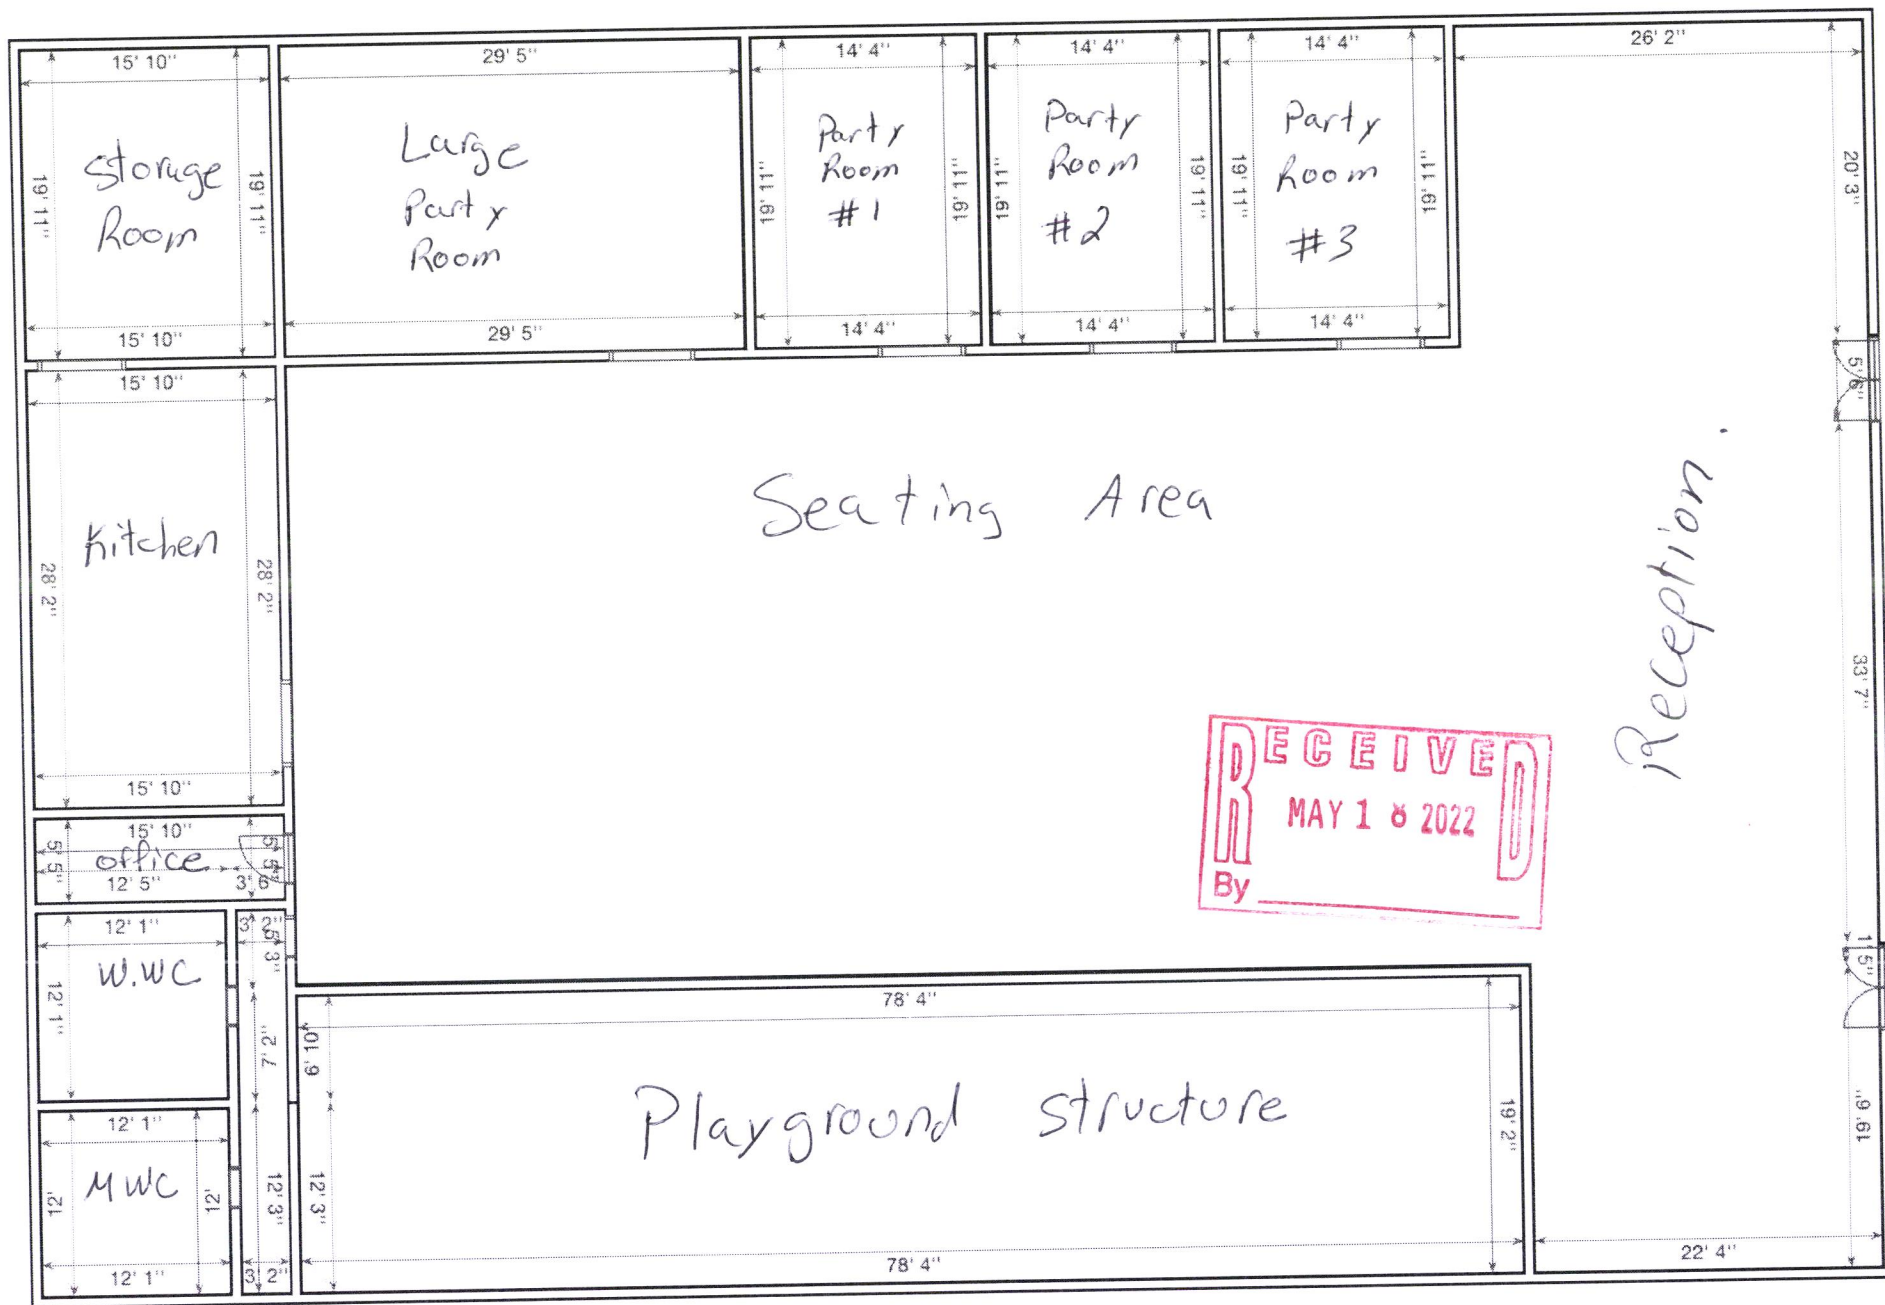 15' 10"
29' 5"
14' 4"
14' 4"
14' 4"
26' 2"
Storage
Room
19' 11"
19' 11"
Large
Party
Room
Party
Room
#1
19' 11"
19' 11"
Party
Room
#2
19' 11"
19' 11"
Party
Room
#3
19' 11"
19' 11"
20' 3"
15' 10"
29' 5"
14' 4"
14' 4"
14' 4"
5' 6"
15' 10"
Kitchen
28' 2"
28' 2"
15' 10"
Seating Area
Reception.
33' 7"
RECEIVED
MAY 18 2022
By
15' 10"
office
5' 5"
5' 5"
12' 5"
3' 6"
12' 1"
W.WC
12' 1"
3' 2"
5' 3"
7' 2"
1' 5"
78' 4"
6' 10"
Playground Structure
19' 2"
19' 6"
12' 1"
M WC
12'
12'
12' 3"
12' 3"
12' 1"
3' 2"
78' 4"
22' 4"